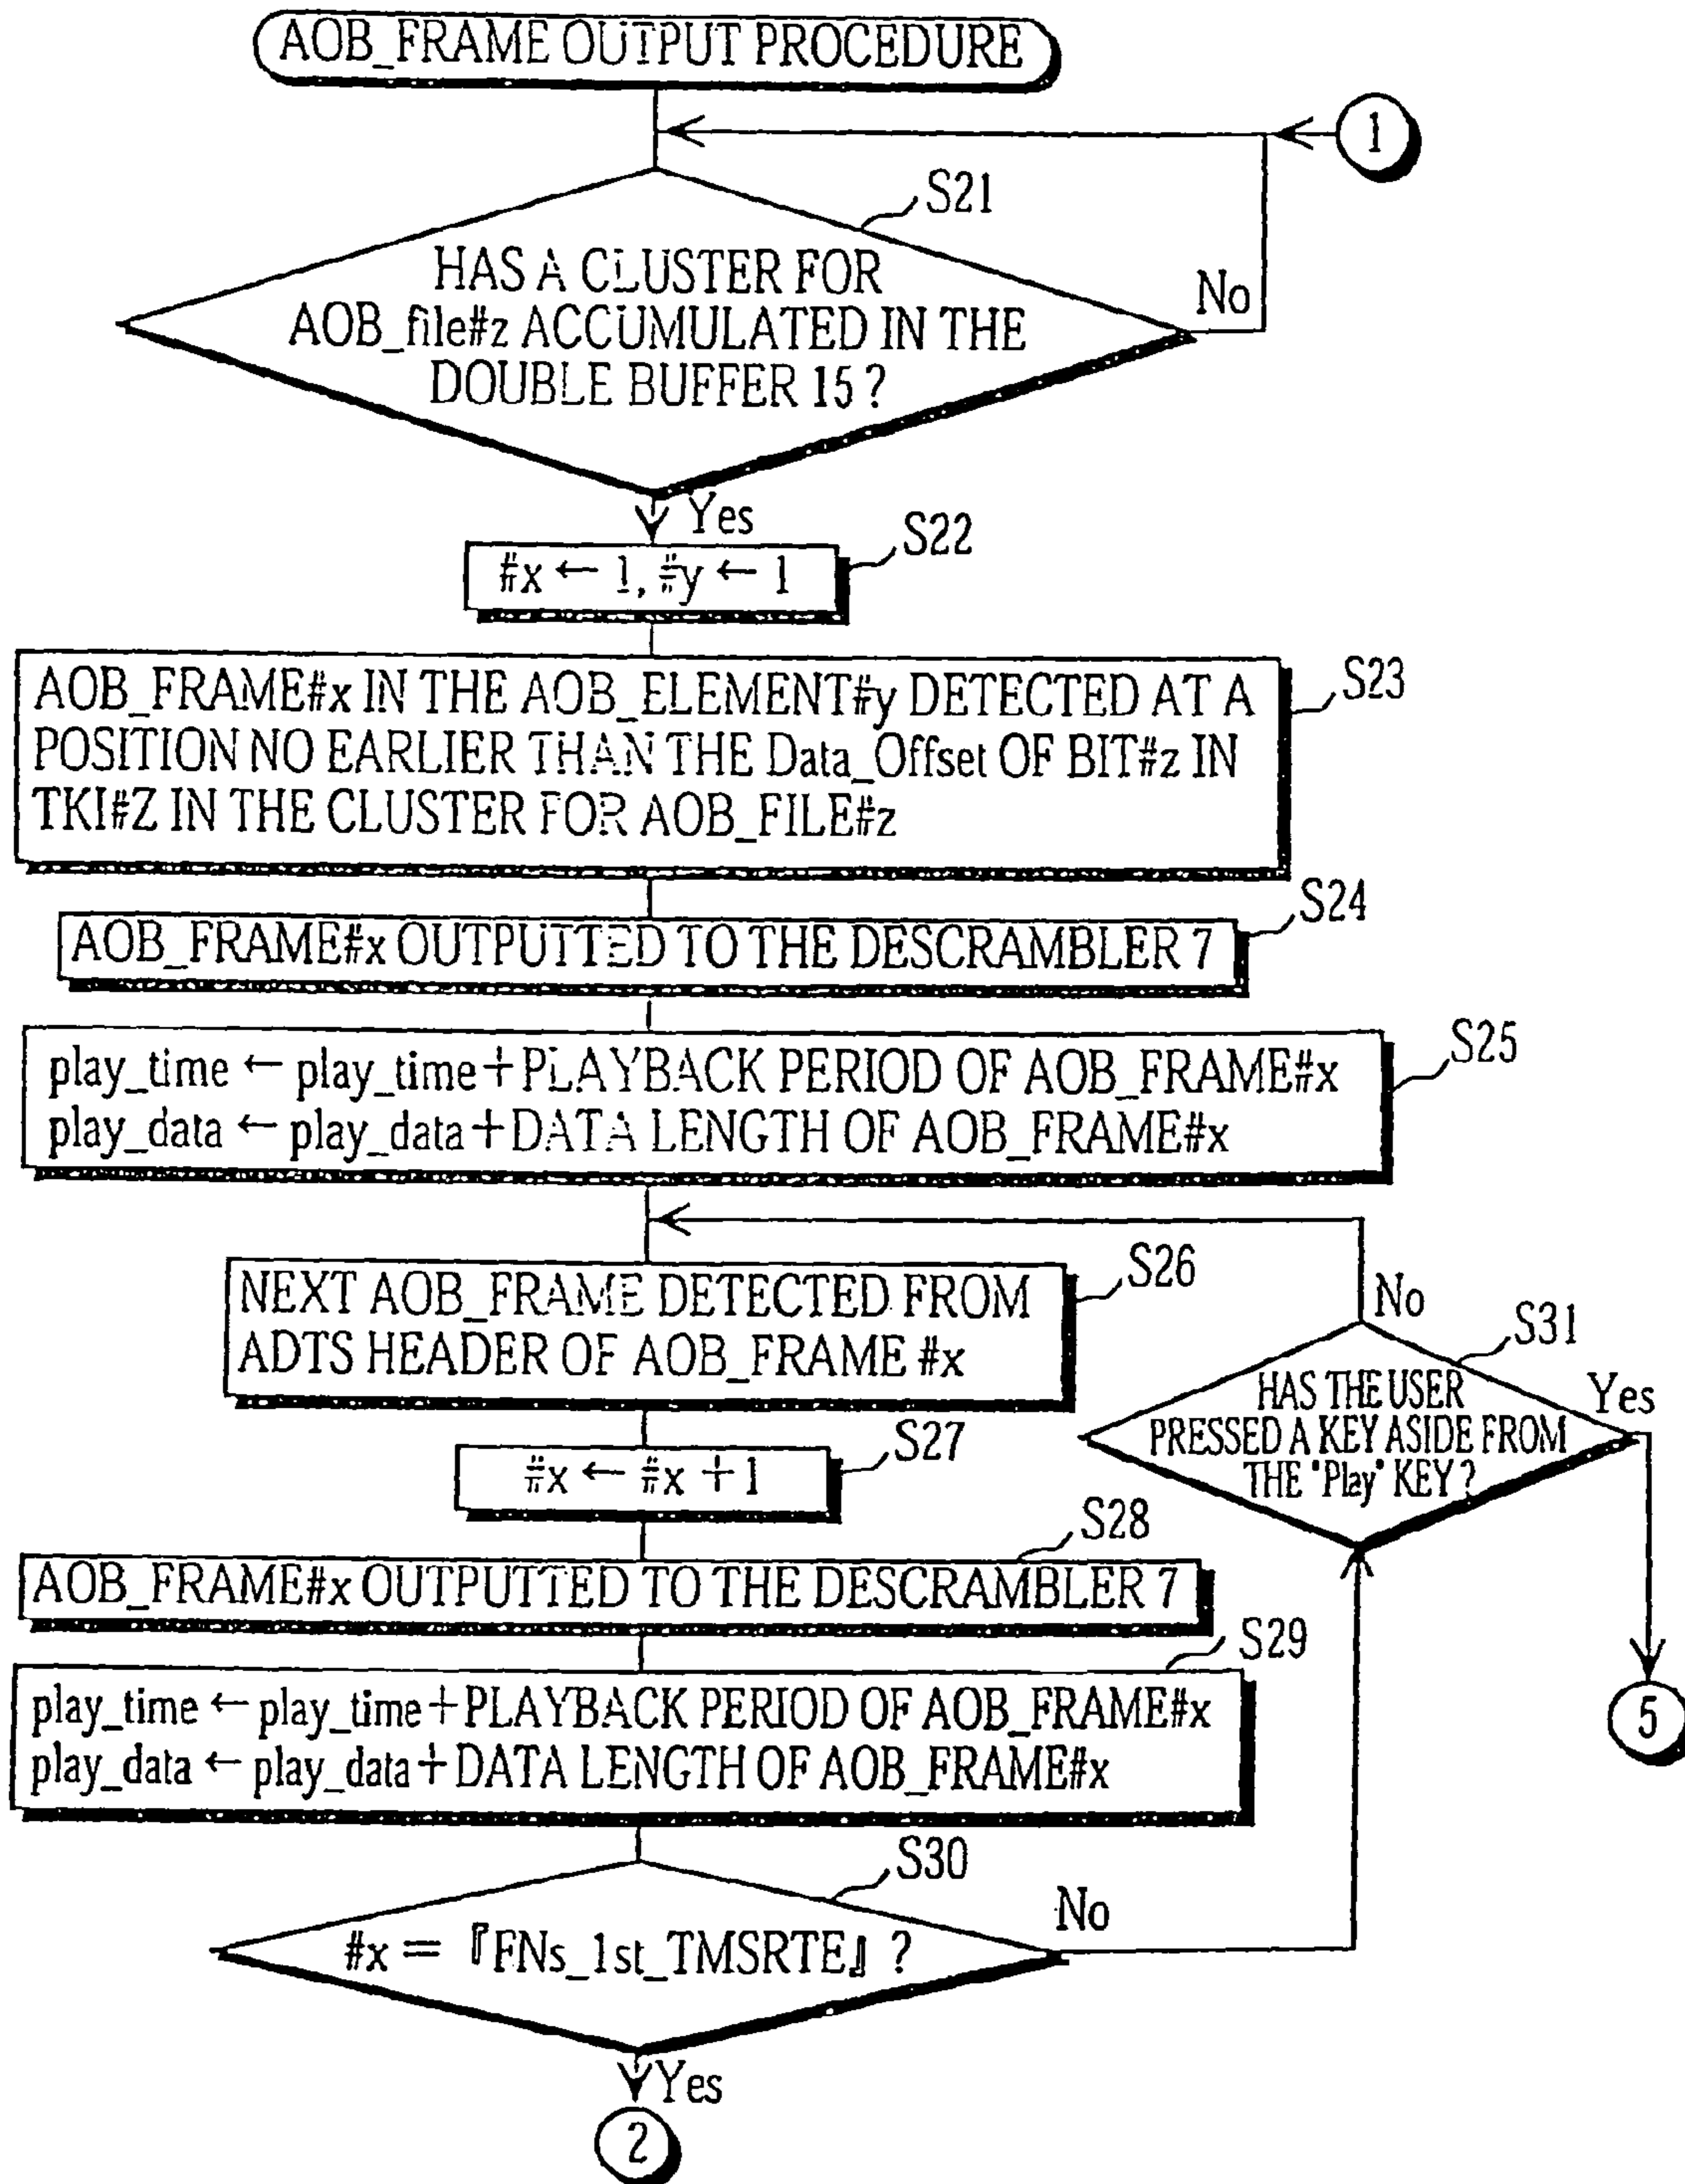 AOB_FRAME OUTPUT PROCEDURE
1
S21
HAS A CLUSTER FOR
AOB_file#z ACCUMULATED IN THE
DOUBLE BUFFER 15 ?
No
Yes
S22
#x ← 1, #y ← 1
S23
AOB_FRAME#x IN THE AOB_ELEMENT#y DETECTED AT A
POSITION NO EARLIER THAN THE Data_Offset OF BIT#z IN
TKI#Z IN THE CLUSTER FOR AOB_FILE#z
S24
AOB_FRAME#x OUTPUTTED TO THE DESCRAMBLER 7
S25
play_time ← play_time+PLAYBACK PERIOD OF AOB_FRAME#x
play_data ← play_data+DATA LENGTH OF AOB_FRAME#x
S26
NEXT AOB_FRAME DETECTED FROM
ADTS HEADER OF AOB_FRAME #x
No
S31
HAS THE USER
PRESSED A KEY ASIDE FROM
THE "Play" KEY ?
Yes
S27
#x ← #x +1
S28
AOB_FRAME#x OUTPUTTED TO THE DESCRAMBLER 7
S29
play_time ← play_time+PLAYBACK PERIOD OF AOB_FRAME#x
play_data ← play_data+DATA LENGTH OF AOB_FRAME#x
5
S30
#x = 『FNs_1st_TMSRTE』 ?
No
Yes
2